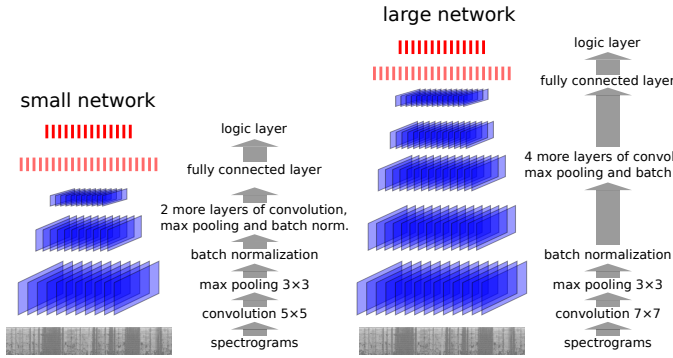 small network
logic layer
fully connected layer
2 more layers of convolution,
max pooling and batch norm.
batch normalization
max pooling 3×3
convolution 5×5
spectrograms
large network
logic layer
fully connected layer
4 more layers of convol
max pooling and batch
batch normalization
max pooling 3×3
convolution 7×7
spectrograms